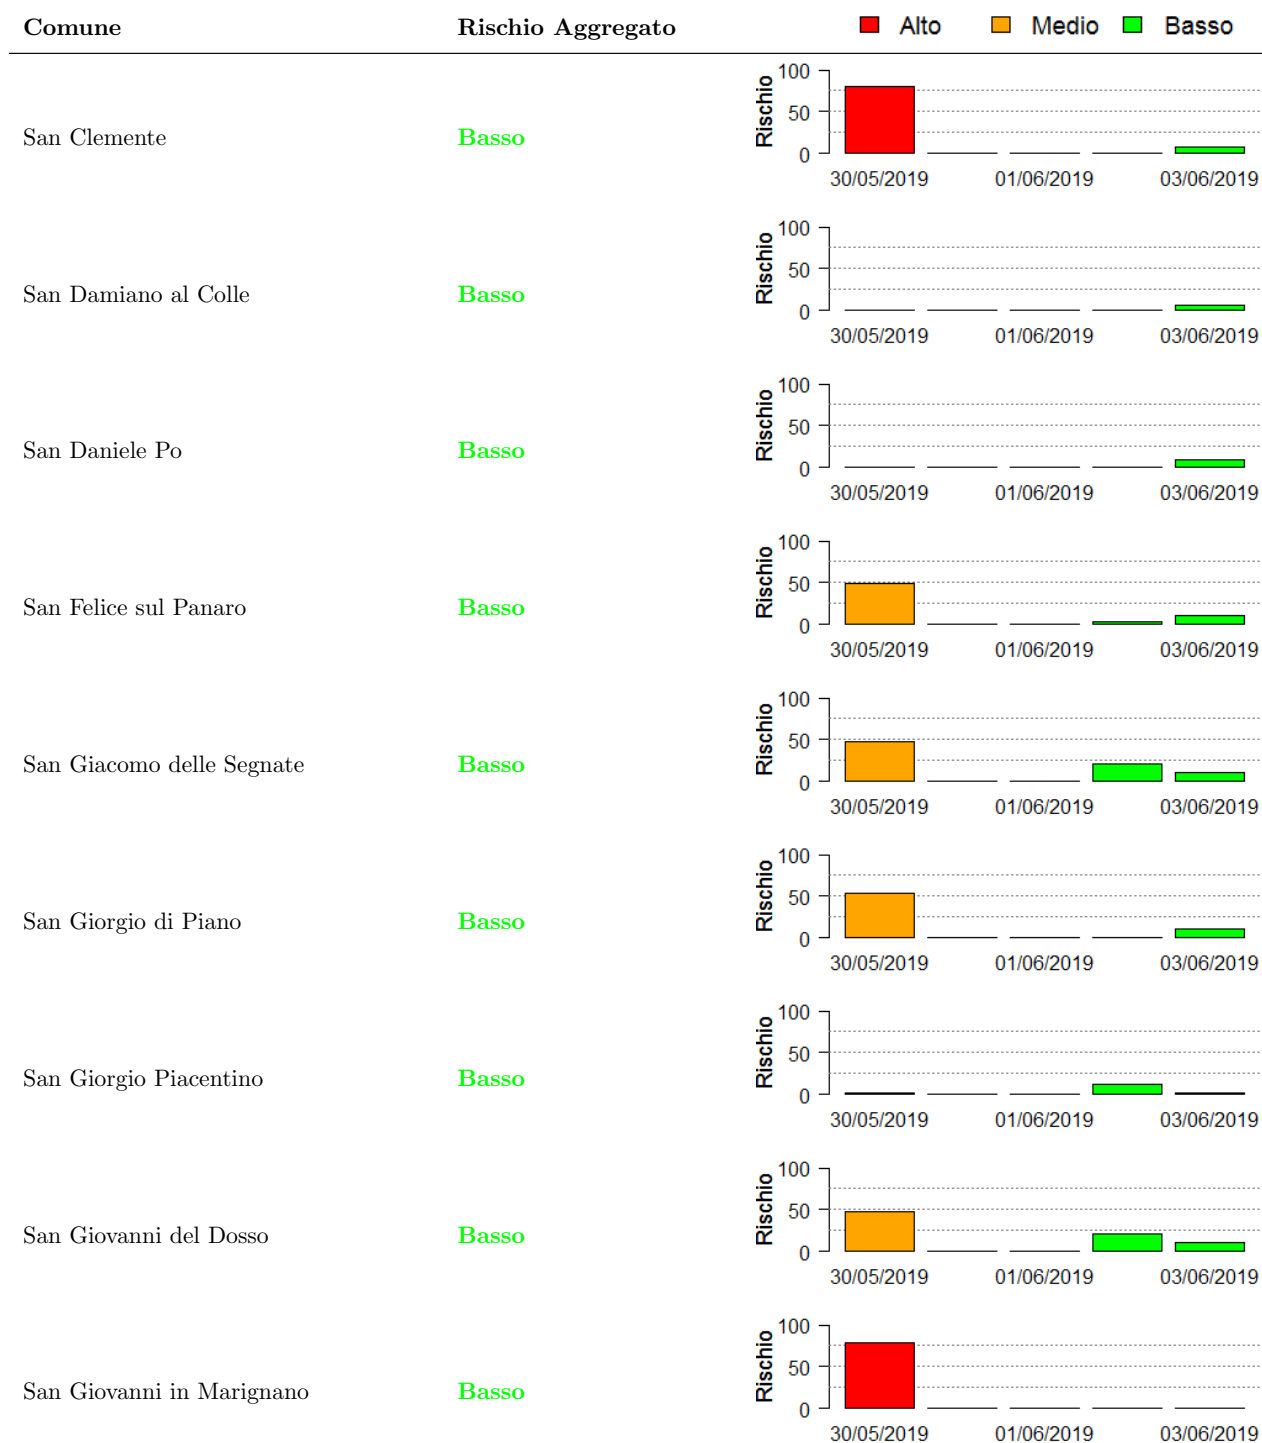 Comune Rischio Aggregato Alto Medio Basso
100
50
0
Rischio
San Clemente Basso
30/05/2019 01/06/2019 03/06/2019
100
50
0
Rischio
San Damiano al Colle Basso
30/05/2019 01/06/2019 03/06/2019
100
50
0
Rischio
San Daniele Po Basso
30/05/2019 01/06/2019 03/06/2019
100
50
0
Rischio
San Felice sul Panaro Basso
30/05/2019 01/06/2019 03/06/2019
100
50
0
Rischio
San Giacomo delle Segnate Basso
30/05/2019 01/06/2019 03/06/2019
100
50
0
Rischio
San Giorgio di Piano Basso
30/05/2019 01/06/2019 03/06/2019
100
50
0
Rischio
San Giorgio Piacentino Basso
30/05/2019 01/06/2019 03/06/2019
100
50
0
Rischio
San Giovanni del Dosso Basso
30/05/2019 01/06/2019 03/06/2019
100
50
0
Rischio
San Giovanni in Marignano Basso
30/05/2019 01/06/2019 03/06/2019